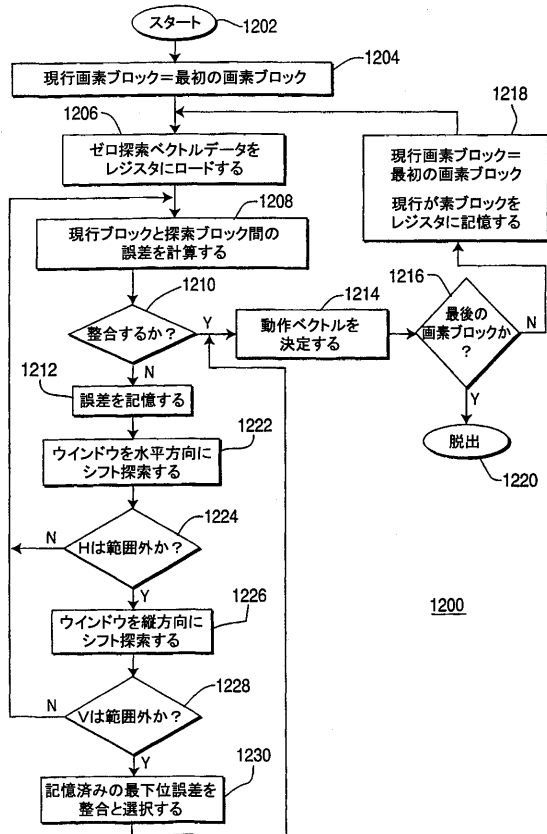 スタート
1202
1204
現行画素ブロック＝最初の画素ブロック
1206
ゼロ探索ベクトルデータを
レジスタにロードする
1208
現行ブロックと探索ブロック間の
誤差を計算する
1210
整合するか？
Y
N
1212
誤差を記憶する
1214
動作ベクトルを
決定する
1216
最後の
画素ブロックか
？
N
Y
1218
現行画素ブロック＝
最初の画素ブロック
現行が素ブロックを
レジスタに記憶する
脱出
1220
1222
ウインドウを水平方向に
シフト探索する
1224
Hは範囲外か？
N
Y
1226
ウインドウを縦方向に
シフト探索する
1228
Vは範囲外か？
N
Y
1230
記憶済みの最下位誤差を
整合と選択する
1200